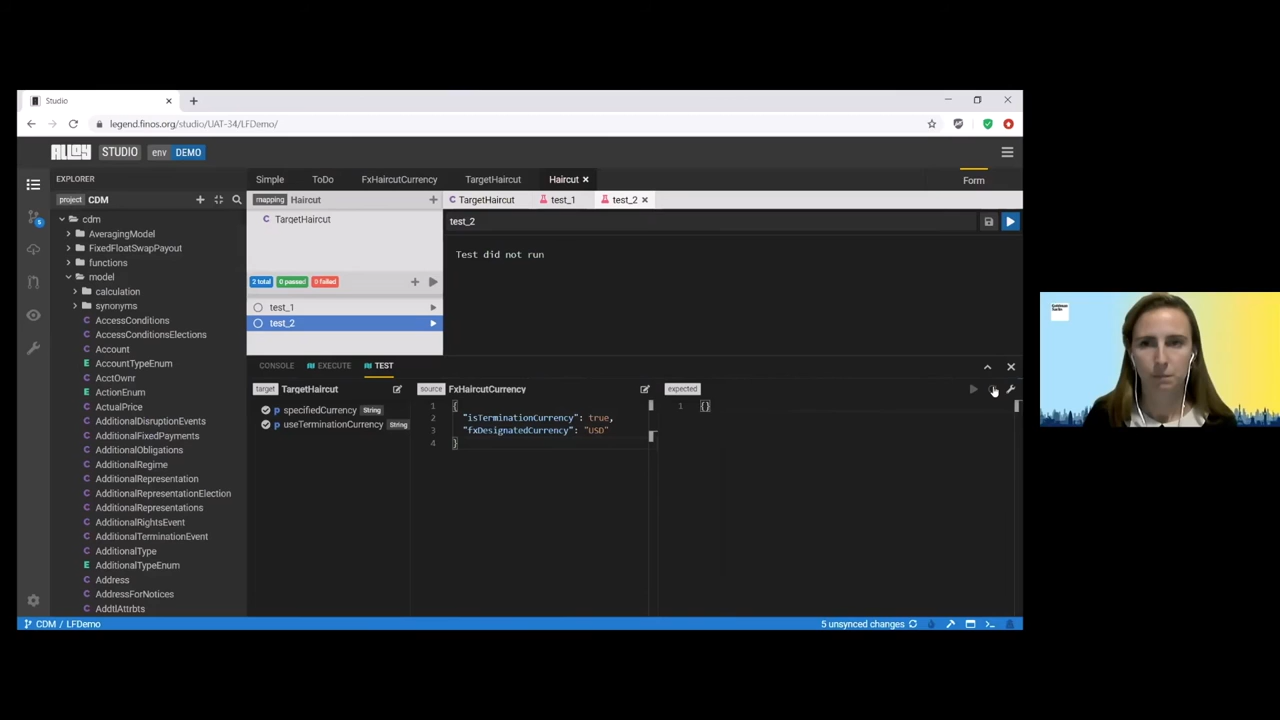 Studio
legend.finos.org/studio/UAT-34/LFDemo/
ALLOY STUDIO env DEMO
EXPLORER
Simple ToDo FxHaircutCurrency TargetHaircut Haircut
Form
project CDM
mapping Haircut
TargetHaircut test_1 test_2
cdm
AveragingModel
FixedFloatSwapPayout
functions
model
calculation
synonyms
AccessConditions
AccessConditionsElections
Account
AccountTypeEnum
AcctOwnr
ActionEnum
ActualPrice
AdditionalDisruptionEvents
AdditionalFixedPayments
AdditionalObligations
AdditionalRegime
AdditionalRepresentation
AdditionalRepresentationElection
AdditionalRepresentations
AdditionalRightsEvent
AdditionalTerminationEvent
AdditionalType
AdditionalTypeEnum
Address
AddressForNotices
AddtlAttrbts
TargetHaircut
2 total 0 passed 0 failed
test_1
test_2
test_2
Test did not run
CONSOLE EXECUTE TEST
target TargetHaircut
specifiedCurrency String
useTerminationCurrency String
source FxHaircutCurrency
1 {
2 "isTerminationCurrency": true,
3 "fxDesignatedCurrency": "USD"
4 }
expected
1 {}
CDM / LFDemo
5 unsynced changes